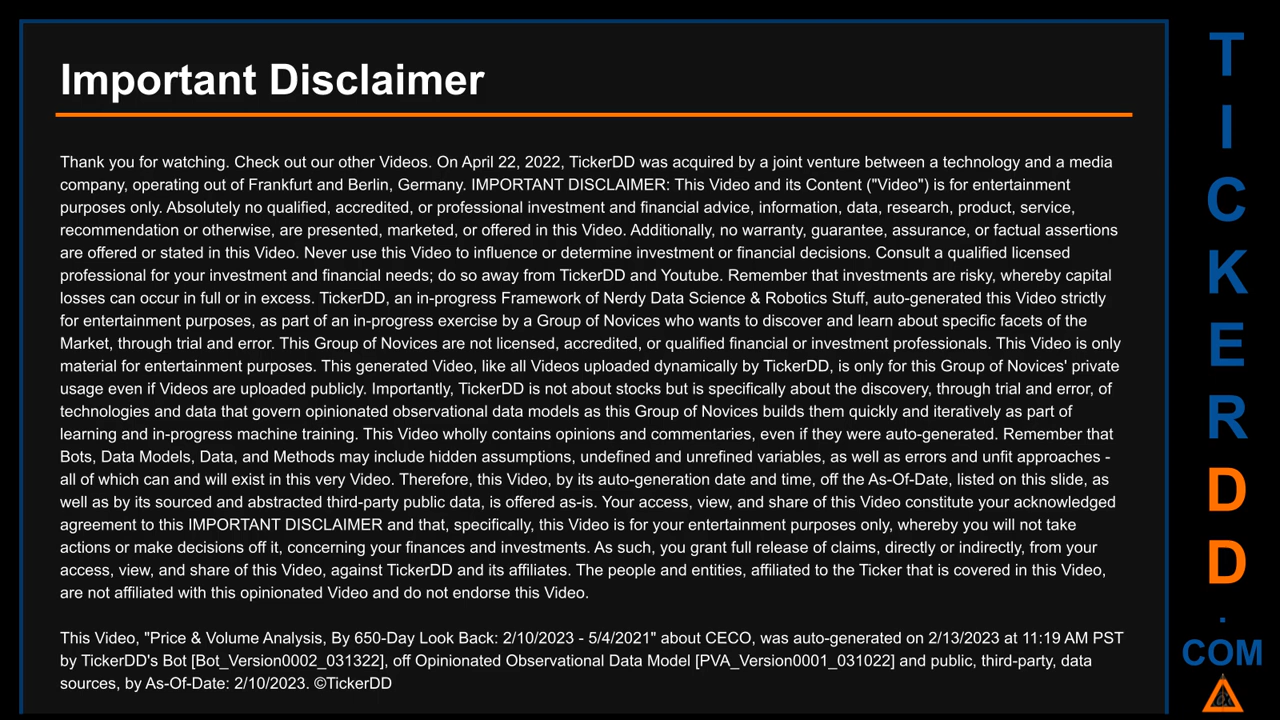 Important Disclaimer
Thank you for watching. Check out our other Videos. On April 22, 2022, TickerDD was acquired by a joint venture between a technology and a media
company, operating out of Frankfurt and Berlin, Germany. IMPORTANT DISCLAIMER: This Video and its Content ("Video") is for entertainment
purposes only. Absolutely no qualified, accredited, or professional investment and financial advice, information, data, research, product, service,
recommendation or otherwise, are presented, marketed, or offered in this Video. Additionally, no warranty, guarantee, assurance, or factual assertions
are offered or stated in this Video. Never use this Video to influence or determine investment or financial decisions. Consult a qualified licensed
professional for your investment and financial needs; do so away from TickerDD and Youtube. Remember that investments are risky, whereby capital
losses can occur in full or in excess. TickerDD, an in-progress Framework of Nerdy Data Science & Robotics Stuff, auto-generated this Video strictly
for entertainment purposes, as part of an in-progress exercise by a Group of Novices who wants to discover and learn about specific facets of the
Market, through trial and error. This Group of Novices are not licensed, accredited, or qualified financial or investment professionals. This Video is only
material for entertainment purposes. This generated Video, like all Videos uploaded dynamically by TickerDD, is only for this Group of Novices' private
usage even if Videos are uploaded publicly. Importantly, TickerDD is not about stocks but is specifically about the discovery, through trial and error, of
technologies and data that govern opinionated observational data models as this Group of Novices builds them quickly and iteratively as part of
learning and in-progress machine training. This Video wholly contains opinions and commentaries, even if they were auto-generated. Remember that
Bots, Data Models, Data, and Methods may include hidden assumptions, undefined and unrefined variables, as well as errors and unfit approaches -
all of which can and will exist in this very Video. Therefore, this Video, by its auto-generation date and time, off the As-Of-Date, listed on this slide, as
well as by its sourced and abstracted third-party public data, is offered as-is. Your access, view, and share of this Video constitute your acknowledged
agreement to this IMPORTANT DISCLAIMER and that, specifically, this Video is for your entertainment purposes only, whereby you will not take
actions or make decisions off it, concerning your finances and investments. As such, you grant full release of claims, directly or indirectly, from your
access, view, and share of this Video, against TickerDD and its affiliates. The people and entities, affiliated to the Ticker that is covered in this Video,
are not affiliated with this opinionated Video and do not endorse this Video.
This Video, "Price & Volume Analysis, By 650-Day Look Back: 2/10/2023 - 5/4/2021" about CECO, was auto-generated on 2/13/2023 at 11:19 AM PST
by TickerDD's Bot [Bot_Version0002_031322], off Opinionated Observational Data Model [PVA_Version0001_031022] and public, third-party, data
sources, by As-Of-Date: 2/10/2023. ©TickerDD
T
I
C
K
E
R
D
D
.
COM